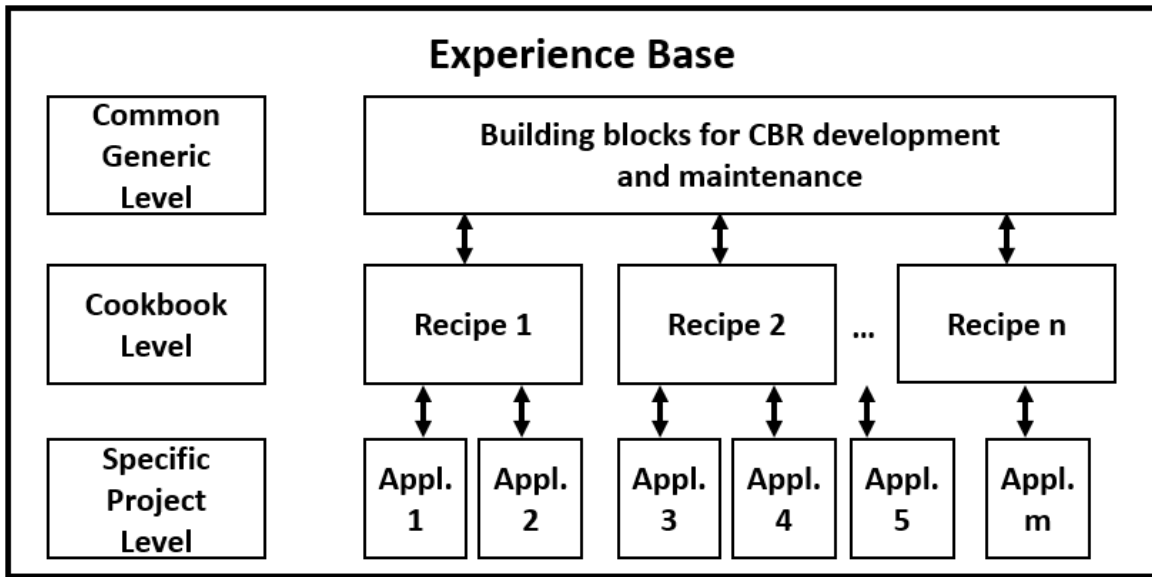 Experience Base
Common
Generic
Level
Building blocks for CBR development
and maintenance
Cookbook
Level
Recipe 1
Recipe 2
...
Recipe n
Specific
Project
Level
Appl.
1
Appl.
2
Appl.
3
Appl.
4
Appl.
5
Appl.
m